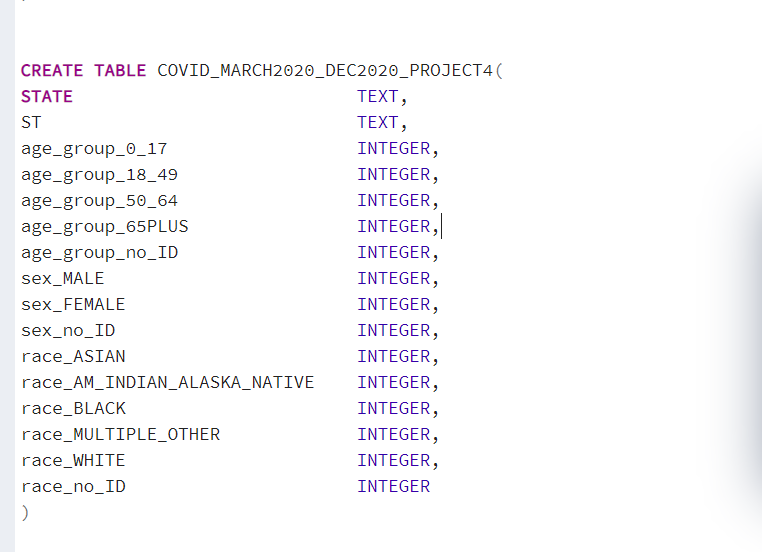 CREATE TABLE COVID_MARCH2020_DEC2020_PROJECT4(
STATE TEXT,
ST TEXT,
age_group_0_17 INTEGER,
age_group_18_49 INTEGER,
age_group_50_64 INTEGER,
age_group_65PLUS INTEGER,
age_group_no_ID INTEGER,
sex_MALE INTEGER,
sex_FEMALE INTEGER,
sex_no_ID INTEGER,
race_ASIAN INTEGER,
race_AM_INDIAN_ALASKA_NATIVE INTEGER,
race_BLACK INTEGER,
race_MULTIPLE_OTHER INTEGER,
race_WHITE INTEGER,
race_no_ID INTEGER
)